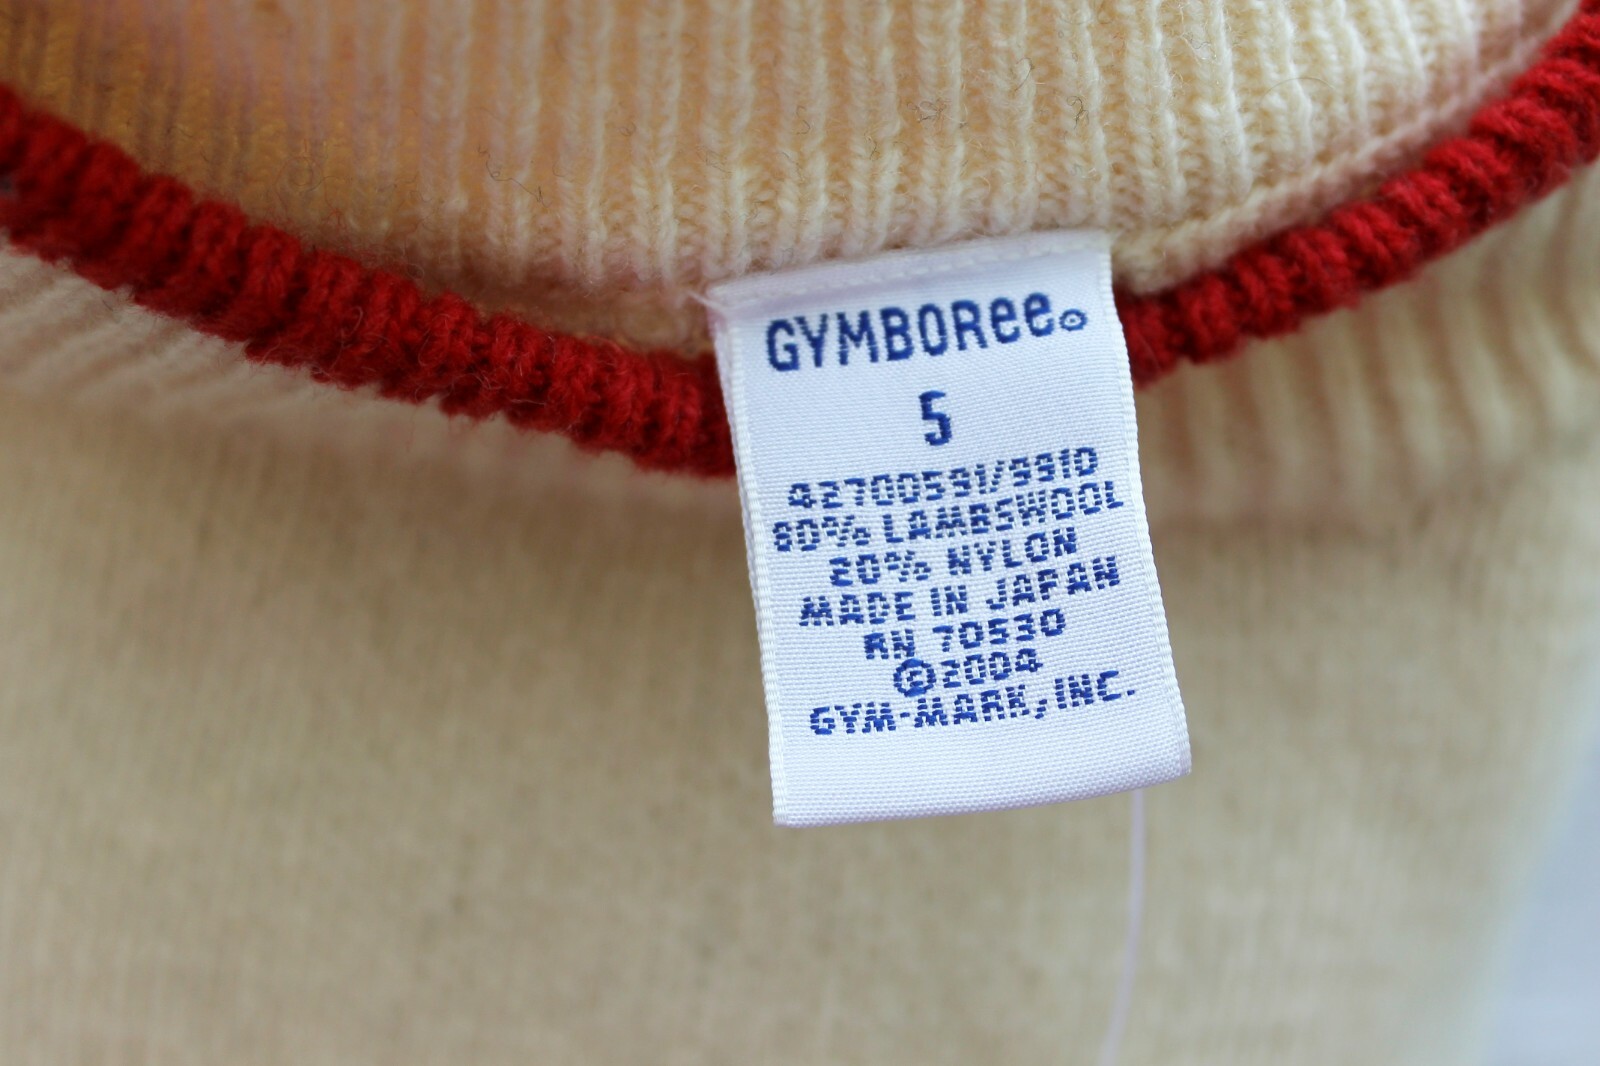 GYMBORee
5
42700591/9910
80% LAMBSWOOL
20% NYLON
MADE IN JAPAN
RN 70530
©2004
GYM-MARK, INC.